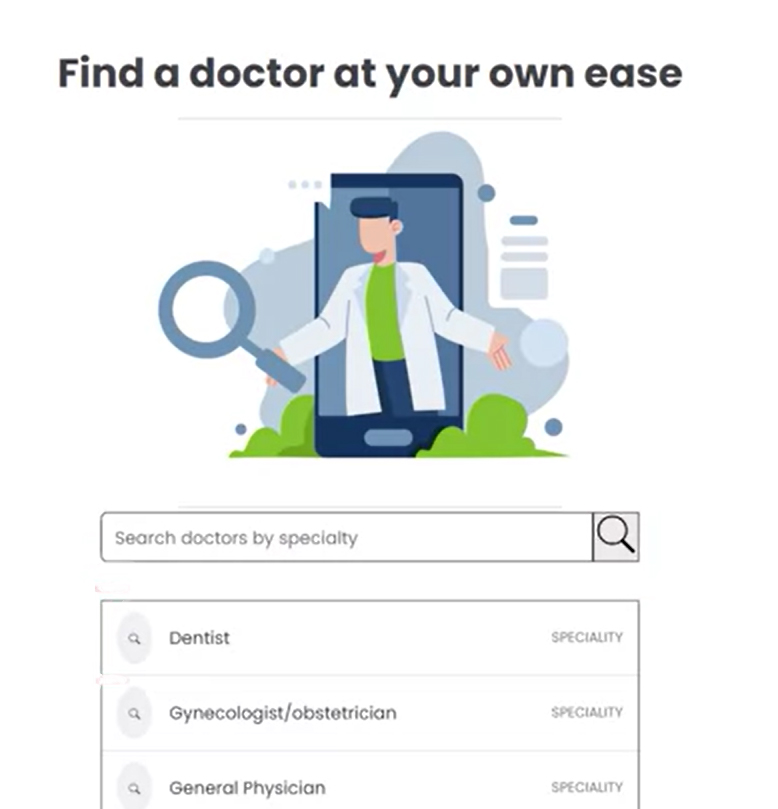 Find a doctor at your own ease
Search doctors by specialty
Dentist SPECIALITY
Gynecologist/obstetrician SPECIALITY
General Physician SPECIALITY